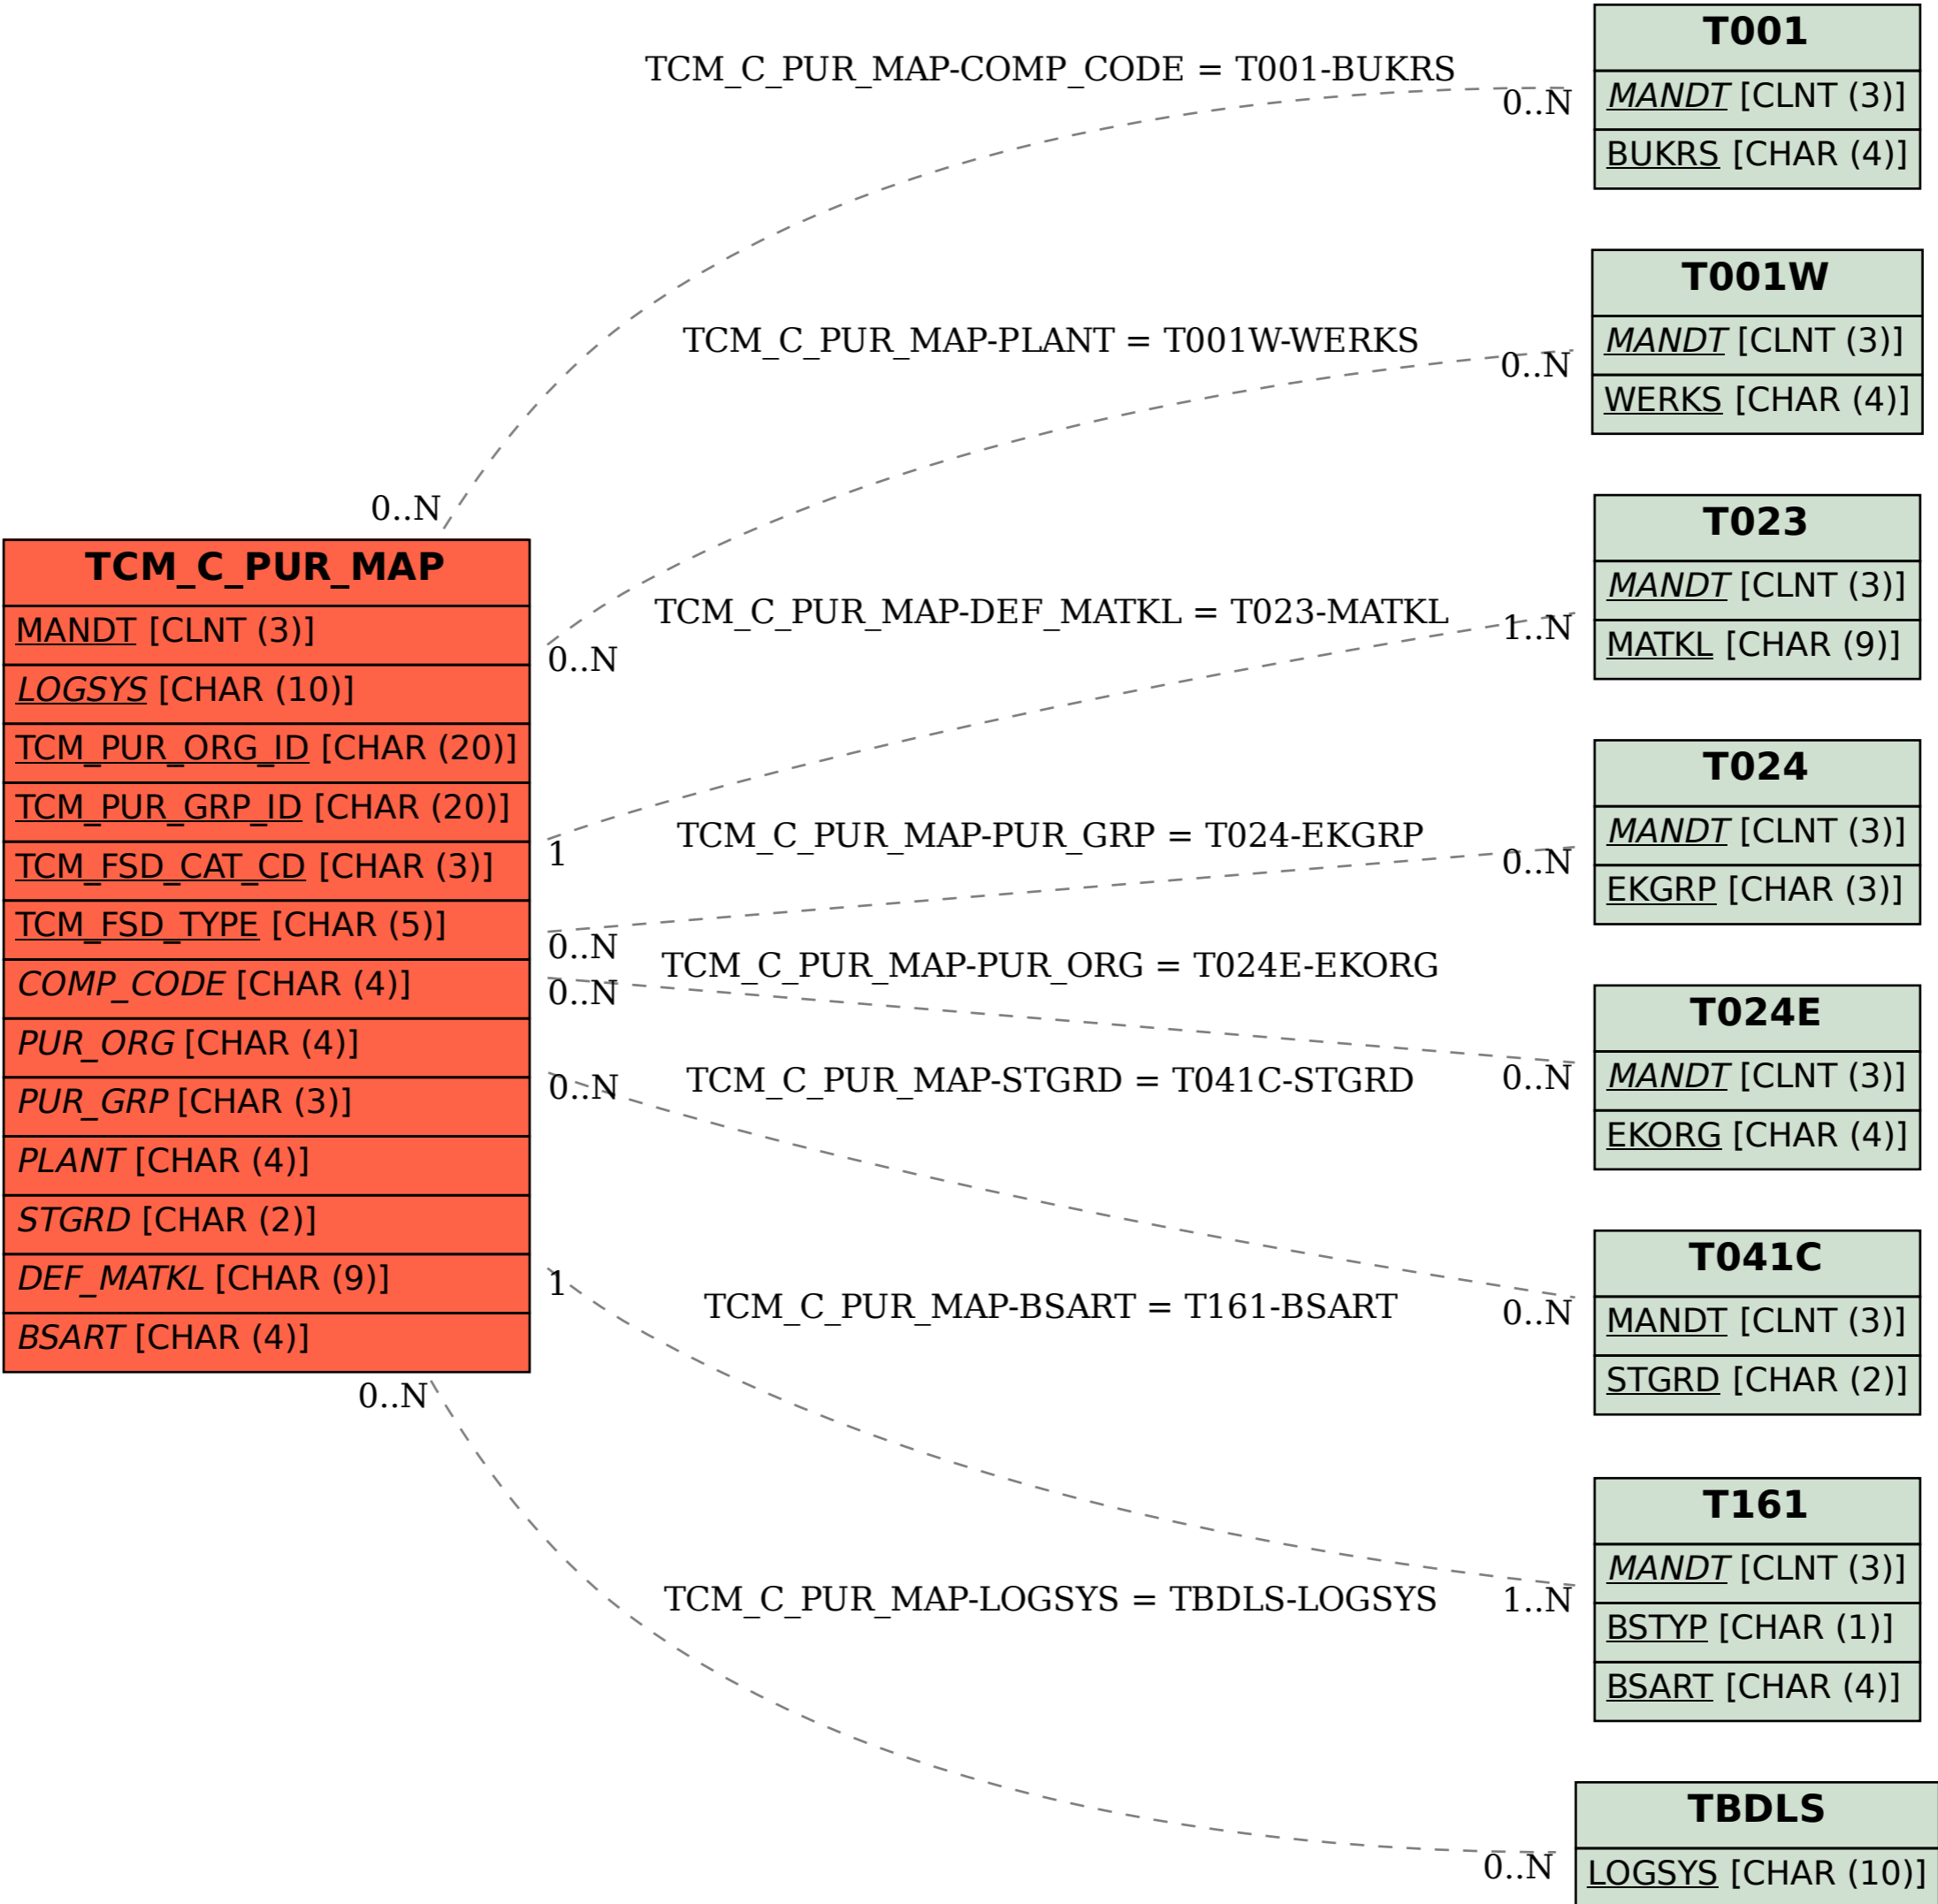 TCM_C_PUR_MAP
MANDT [CLNT (3)]
LOGSYS [CHAR (10)]
TCM_PUR_ORG_ID [CHAR (20)]
TCM_PUR_GRP_ID [CHAR (20)]
TCM_FSD_CAT_CD [CHAR (3)]
TCM_FSD_TYPE [CHAR (5)]
COMP_CODE [CHAR (4)]
PUR_ORG [CHAR (4)]
PUR_GRP [CHAR (3)]
PLANT [CHAR (4)]
STGRD [CHAR (2)]
DEF_MATKL [CHAR (9)]
BSART [CHAR (4)]
TCM_C_PUR_MAP-COMP_CODE = T001-BUKRS
0..N
0..N
TCM_C_PUR_MAP-PLANT = T001W-WERKS
0..N
0..N
TCM_C_PUR_MAP-DEF_MATKL = T023-MATKL
1..N
1
TCM_C_PUR_MAP-PUR_GRP = T024-EKGRP
0..N
0..N
TCM_C_PUR_MAP-PUR_ORG = T024E-EKORG
0..N
0..N
TCM_C_PUR_MAP-STGRD = T041C-STGRD
0..N
0..N
TCM_C_PUR_MAP-BSART = T161-BSART
1
1..N
TCM_C_PUR_MAP-LOGSYS = TBDLS-LOGSYS
0..N
0..N
T001
MANDT [CLNT (3)]
BUKRS [CHAR (4)]
T001W
MANDT [CLNT (3)]
WERKS [CHAR (4)]
T023
MANDT [CLNT (3)]
MATKL [CHAR (9)]
T024
MANDT [CLNT (3)]
EKGRP [CHAR (3)]
T024E
MANDT [CLNT (3)]
EKORG [CHAR (4)]
T041C
MANDT [CLNT (3)]
STGRD [CHAR (2)]
T161
MANDT [CLNT (3)]
BSTYP [CHAR (1)]
BSART [CHAR (4)]
TBDLS
LOGSYS [CHAR (10)]